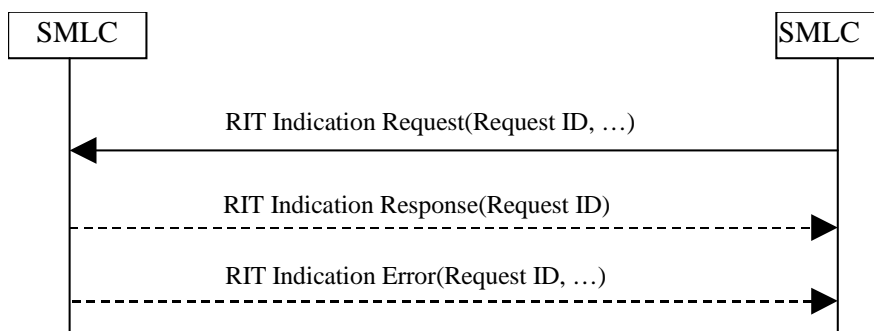 SMLC
SMLC
RIT Indication Request(Request ID, …)
RIT Indication Response(Request ID)
RIT Indication Error(Request ID, …)